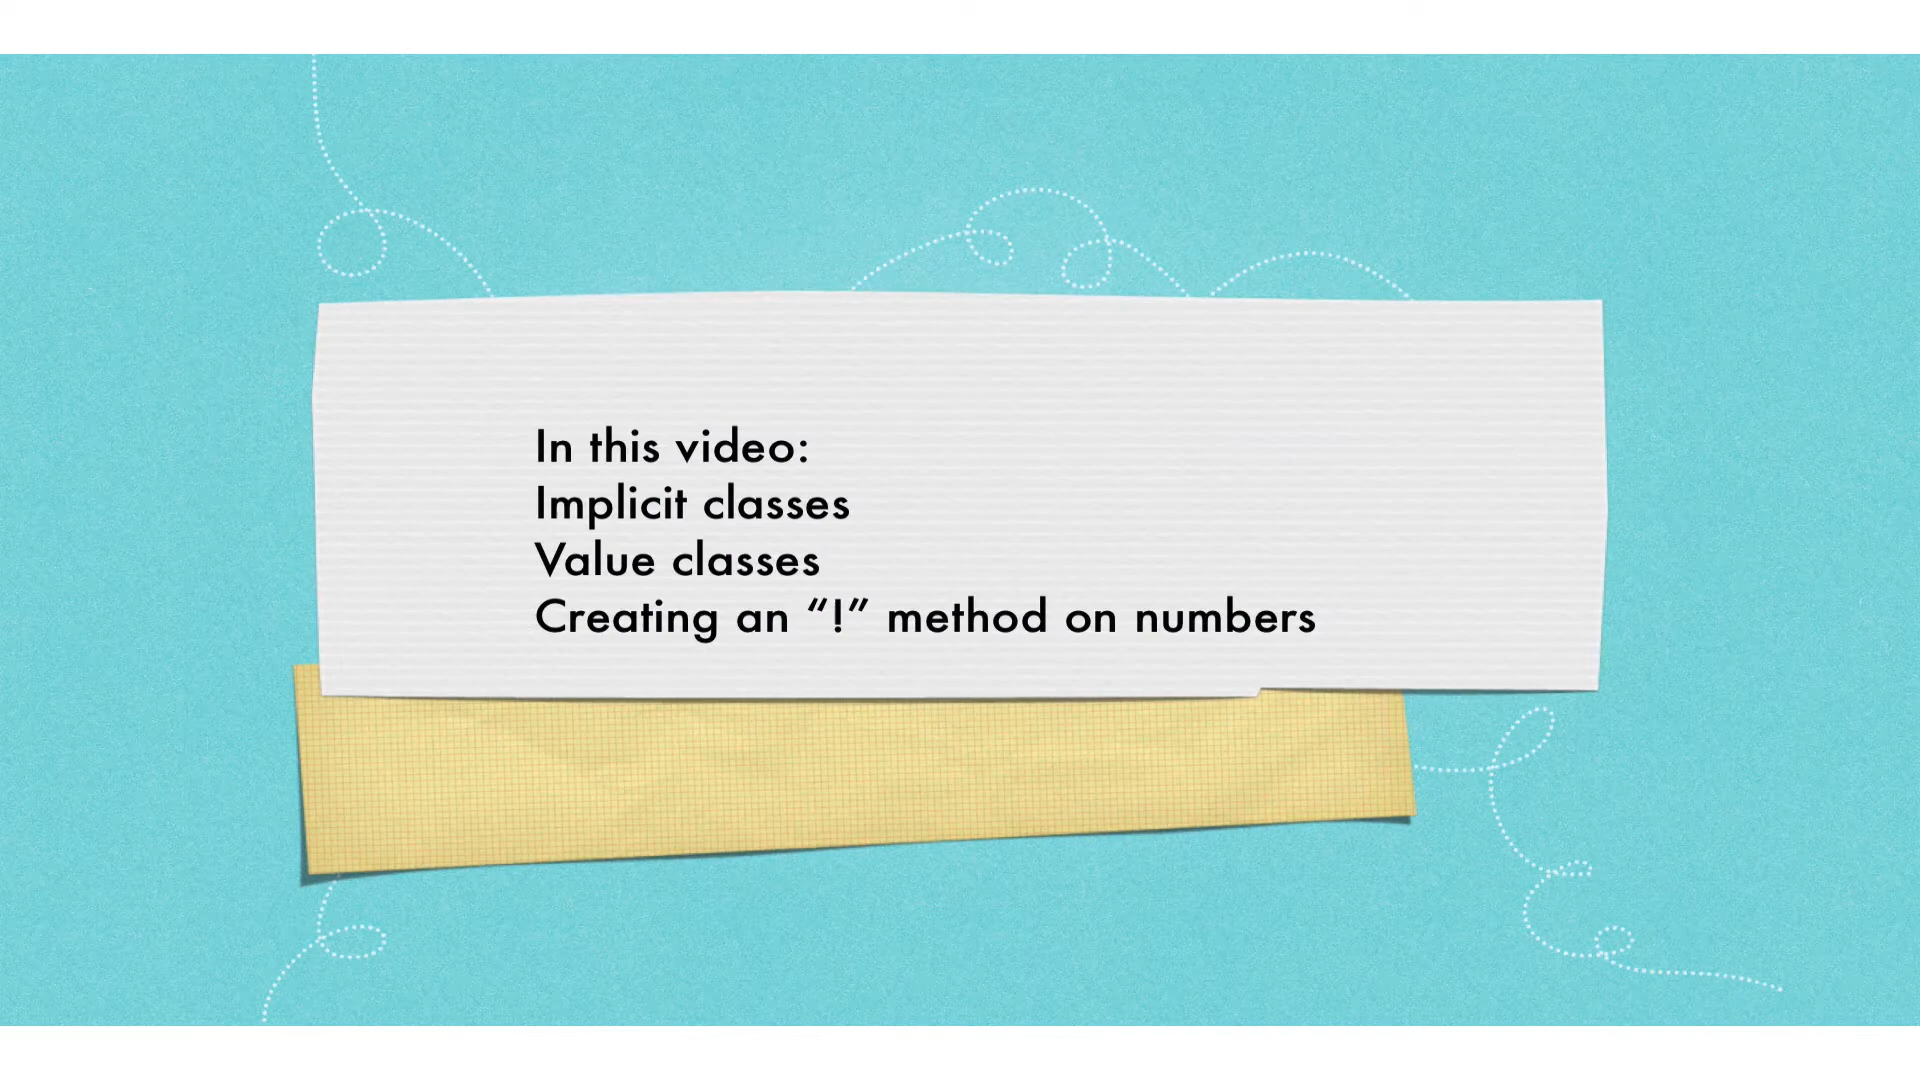 In this video:
Implicit classes
Value classes
Creating an “!” method on numbers